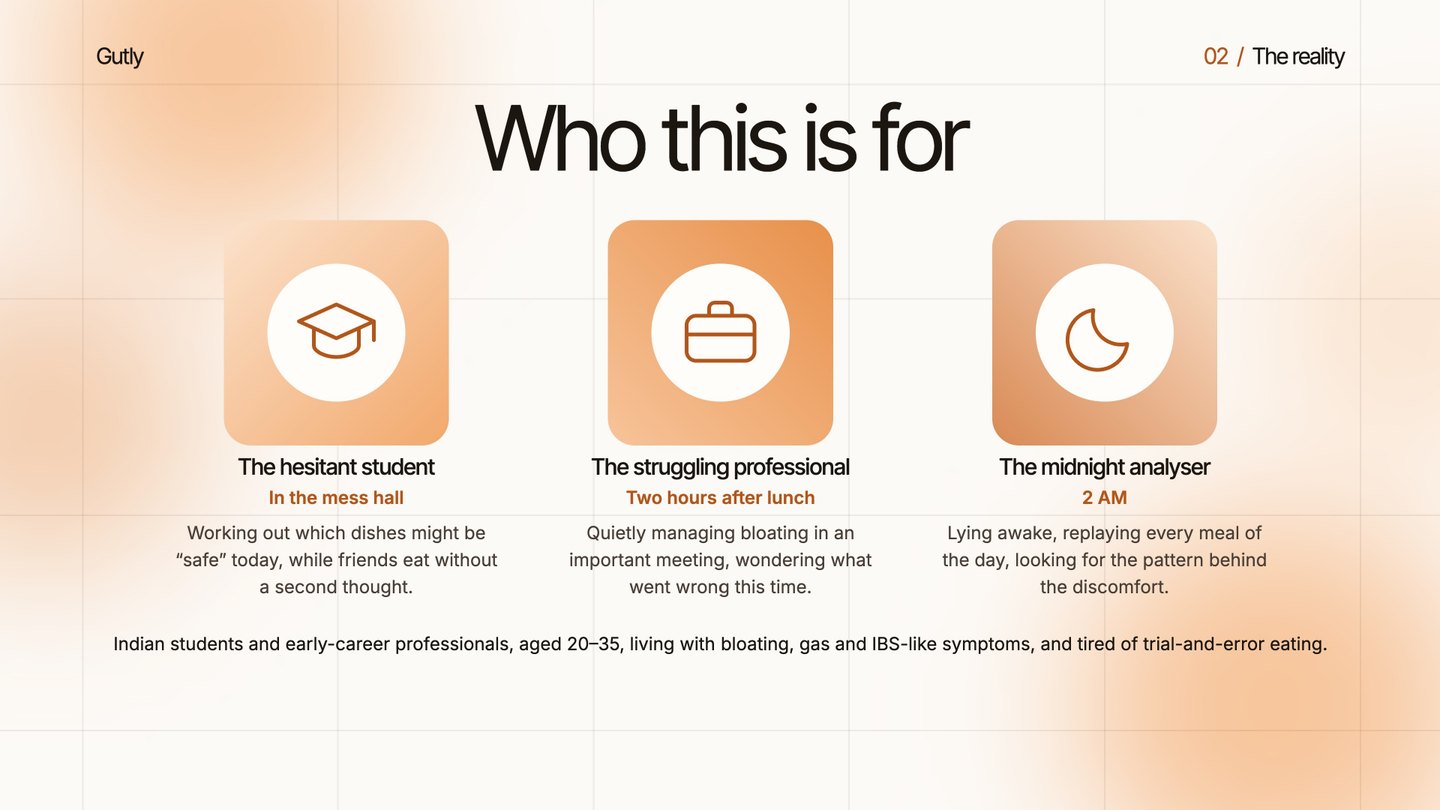 Gutly
02 / The reality
Who this is for
The hesitant student
In the mess hall
Working out which dishes might be
“safe” today, while friends eat without
a second thought.
The struggling professional
Two hours after lunch
Quietly managing bloating in an
important meeting, wondering what
went wrong this time.
The midnight analyser
2 AM
Lying awake, replaying every meal of
the day, looking for the pattern behind
the discomfort.
Indian students and early-career professionals, aged 20–35, living with bloating, gas and IBS-like symptoms, and tired of trial-and-error eating.